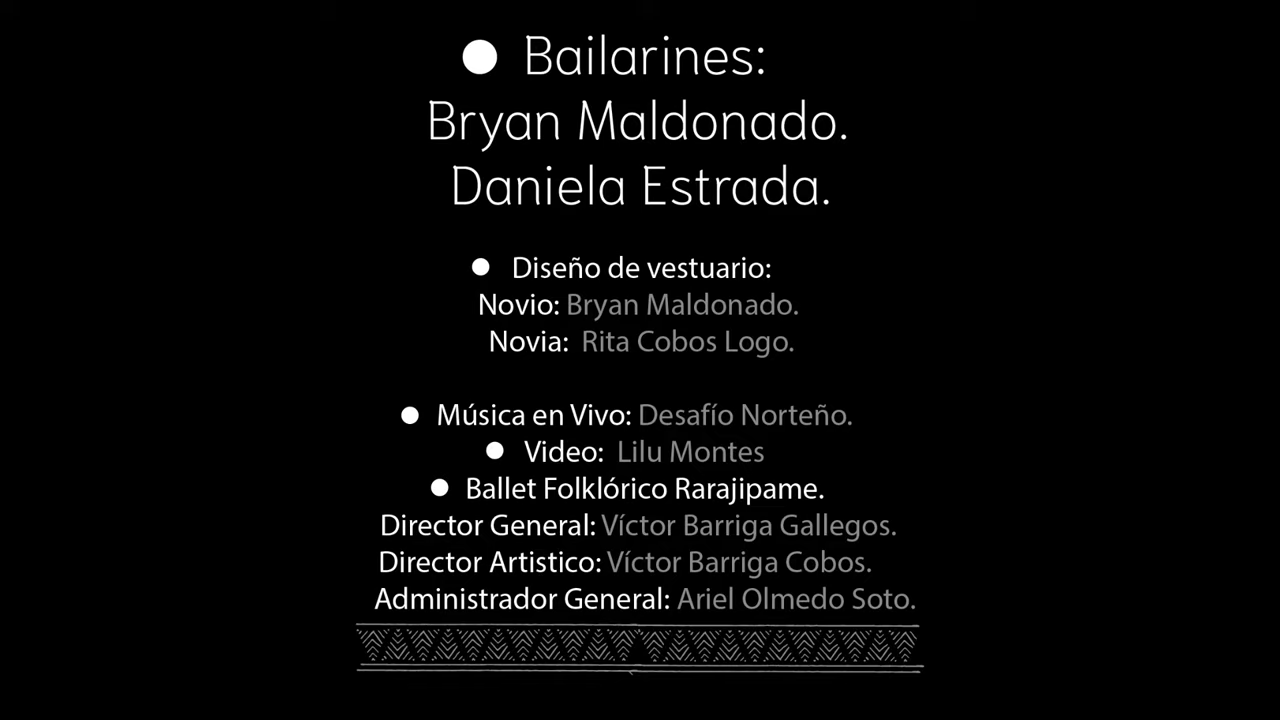 ● Bailarines:
Bryan Maldonado.
Daniela Estrada.
● Diseño de vestuario:
Novio: Bryan Maldonado.
Novia: Rita Cobos Logo.
● Música en Vivo: Desafío Norteño.
● Video: Lilu Montes
● Ballet Folklórico Rarajipame.
Director General: Víctor Barriga Gallegos.
Director Artistico: Víctor Barriga Cobos.
Administrador General: Ariel Olmedo Soto.